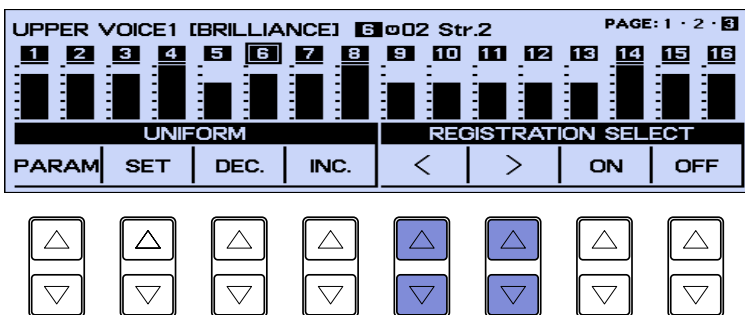 UPPER VOICE1 [BRILLIANCE] 6 02 Str.2 PAGE: 1 · 2 · 3
1 2 3 4 5 6 7 8 9 10 11 12 13 14 15 16
UNIFORM REGISTRATION SELECT
PARAM SET DEC. INC. < > ON OFF